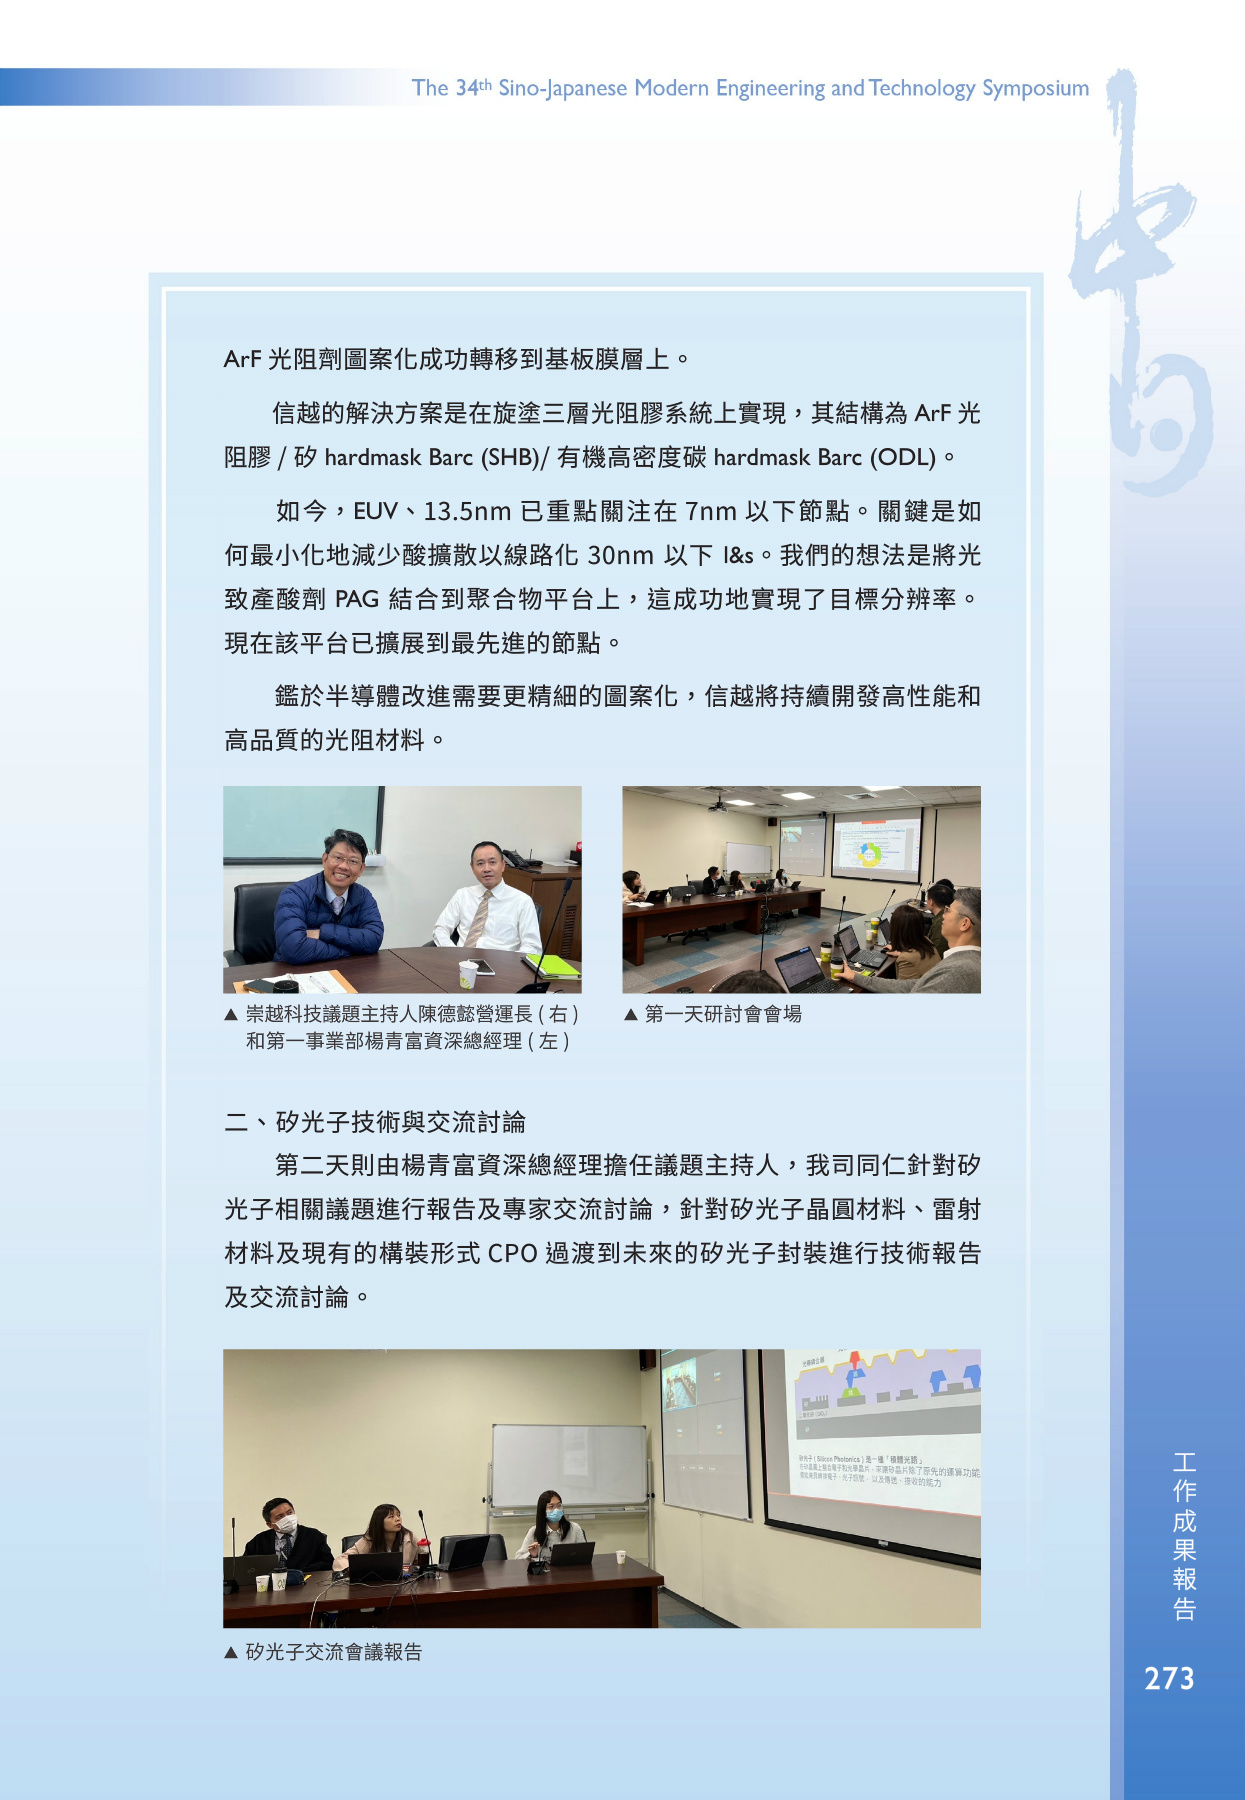 The 34th Sino-Japanese Modern Engineering and Technology Symposium
ArF 光阻劑圖案化成功轉移到基板膜層上。
信越的解決方案是在旋塗三層光阻膠系統上實現，其結構為 ArF 光
阻膠 / 矽 hardmask Barc (SHB)/ 有機高密度碳 hardmask Barc (ODL)。
如今，EUV、13.5nm 已重點關注在 7nm 以下節點。關鍵是如
何最小化地減少酸擴散以線路化 30nm 以下 l&s。我們的想法是將光
致產酸劑 PAG 結合到聚合物平台上，這成功地實現了目標分辨率。
現在該平台已擴展到最先進的節點。
鑑於半導體改進需要更精細的圖案化，信越將持續開發高性能和
高品質的光阻材料。
▲ 崇越科技議題主持人陳德懿營運長 ( 右 )
和第一事業部楊青富資深總經理 ( 左 )
▲ 第一天研討會會場
二、矽光子技術與交流討論
第二天則由楊青富資深總經理擔任議題主持人，我司同仁針對矽
光子相關議題進行報告及專家交流討論，針對矽光子晶圓材料、雷射
材料及現有的構裝形式 CPO 過渡到未來的矽光子封裝進行技術報告
及交流討論。
矽光子 ( Silicon Photonics ) 是一種「積體光路」
▲ 矽光子交流會議報告
工作成果報告
273